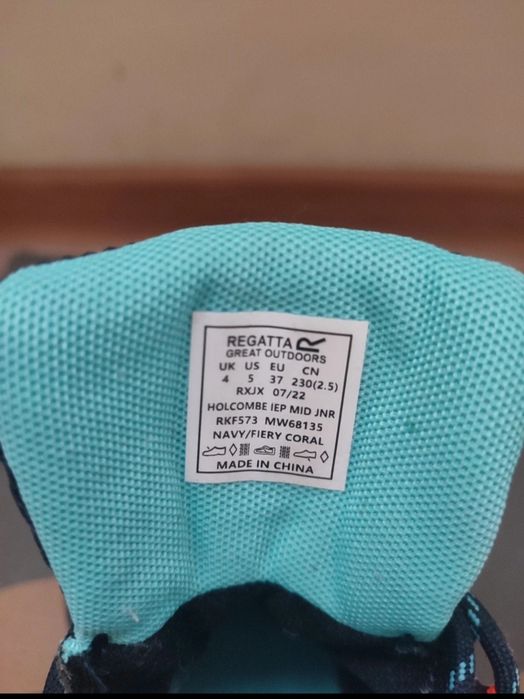 REGATTA
GREAT OUTDOORS
UK US EU CN
4 5 37 230(2.5)
RXJX 07/22
HOLCOMBE IEP MID JNR
RKF573 MW68135
NAVY/FIERY CORAL
MADE IN CHINA